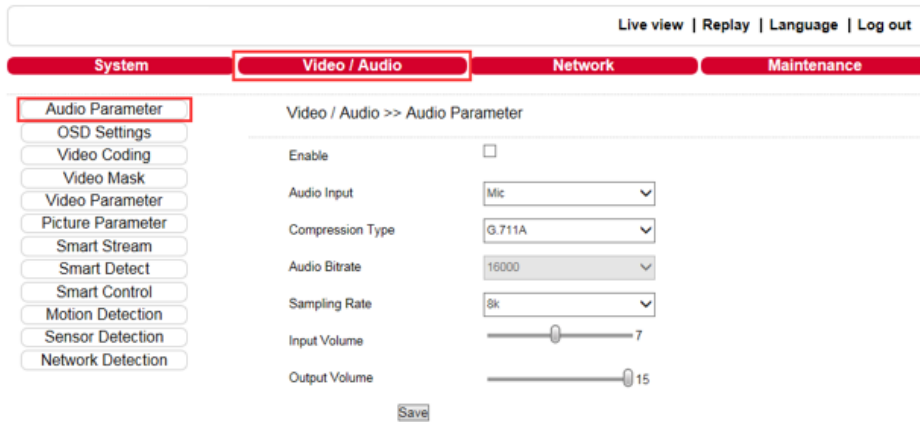 Live view | Replay | Language | Log out
System Video / Audio Network Maintenance
Audio Parameter
OSD Settings
Video Coding
Video Mask
Video Parameter
Picture Parameter
Smart Stream
Smart Detect
Smart Control
Motion Detection
Sensor Detection
Network Detection
Video / Audio >> Audio Parameter
Enable
Audio Input Mic
Compression Type G.711A
Audio Bitrate 16000
Sampling Rate 8k
Input Volume 7
Output Volume 15
Save